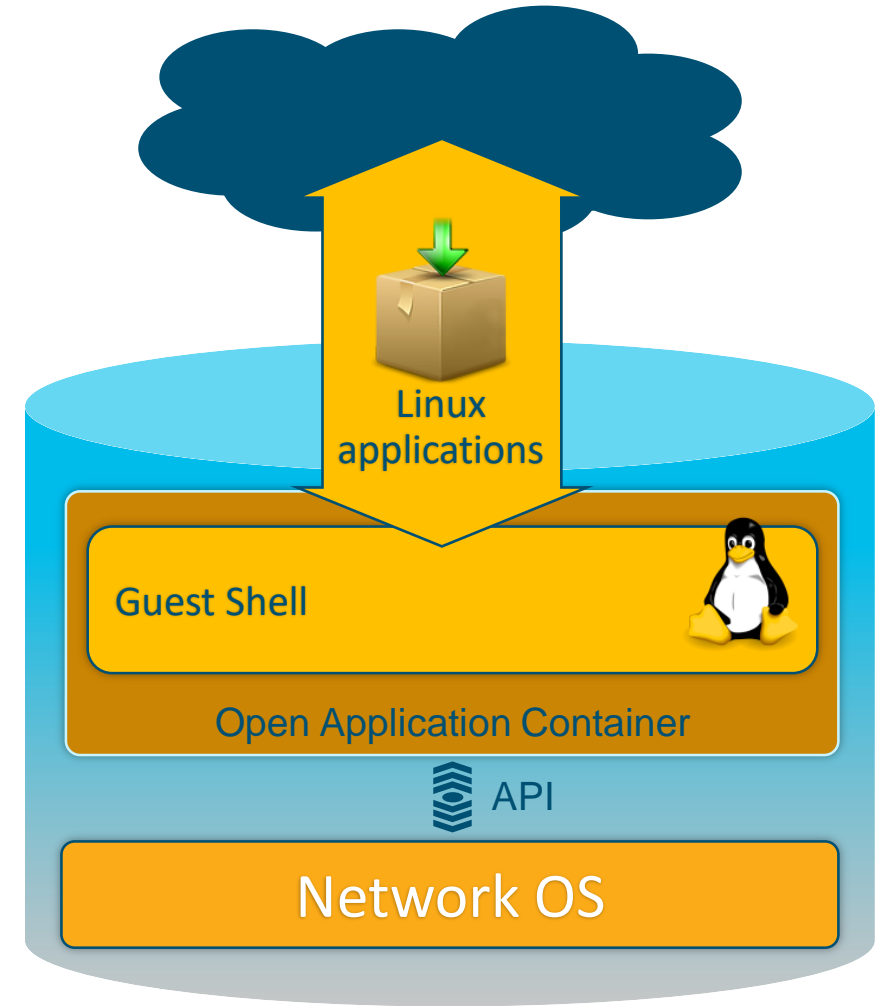 Linux
applications
Guest Shell
Open Application Container
API
Network OS